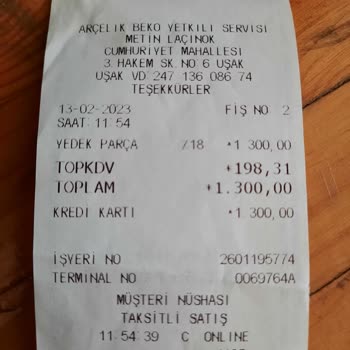 ARÇELİK BEKO YETKİLİ SERVİSİ
METİN LAÇINOK
CUMHURİYET MAHALLESİ
3. HAKEM SK.NO 6 UŞAK
UŞAK VD 247 136 086 74
TEŞEKKÜRLER
13-02-2023 FİŞ NO 2
SAAT 11:54
YEDEK PARÇA /18 *1.300,00
TOPKDV *198,31
TOPLAM *1.300,00
KREDİ KARTI *1.300,00
İŞYERİ NO 2601195774
TERMİNAL NO 0069764A
MÜŞTERİ NÜSHASI
TAKSİTLİ SATIŞ
11:54:39 C ONLINE